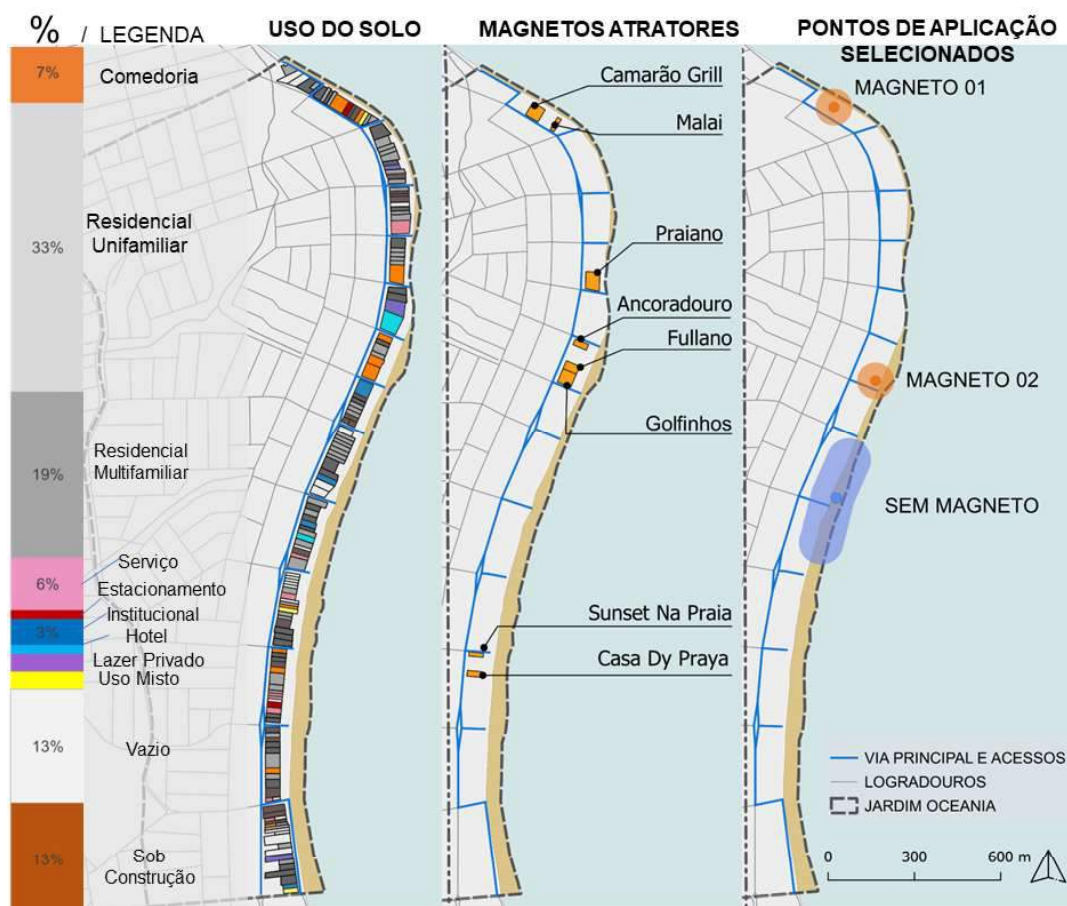 %
/ LEGENDA
USO DO SOLO
MAGNETOS ATRATORES
PONTOS DE APLICAÇÃO
SELECIONADOS
7%
Comedoria
33%
Residencial
Unifamiliar
19%
Residencial
Multifamiliar
6%
Serviço
Estacionamento
Institucional
3%
Hotel
Lazer Privado
Uso Misto
13%
Vazio
13%
Sob
Construção
Camarão Grill
Malai
Praiano
Ancoradouro
Fullano
Golfinhos
Sunset Na Praia
Casa Dy Praya
MAGNETO 01
MAGNETO 02
SEM MAGNETO
VIA PRINCIPAL E ACESSOS
LOGRADOUROS
JARDIM OCEANIA
0 300 600 m